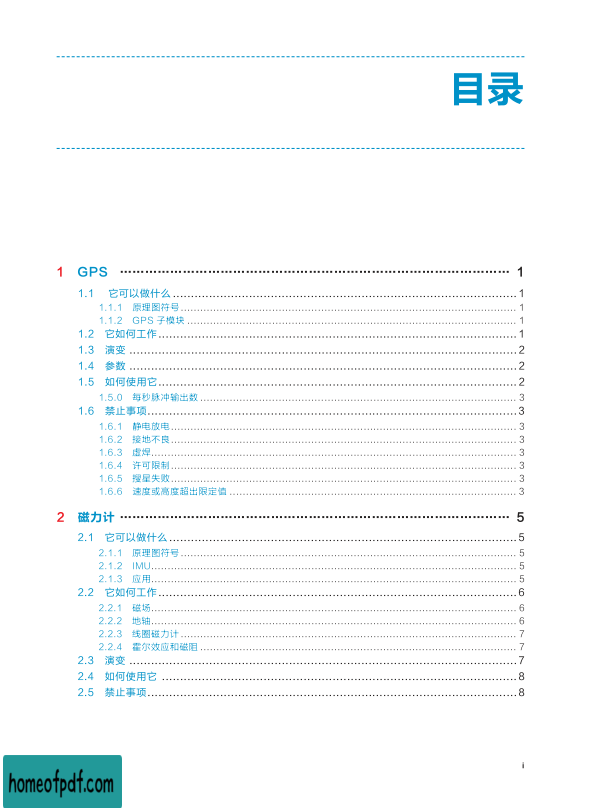 目录
1 GPS ........ 1
1.1 它可以做什么 ........ 1
1.1.1 原理图符号 ........ 1
1.1.2 GPS 子模块 ........ 1
1.2 它如何工作 ........ 1
1.3 演变 ........ 2
1.4 参数 ........ 2
1.5 如何使用它 ........ 2
1.5.0 每秒脉冲输出数 ........ 3
1.6 禁止事项 ........ 3
1.6.1 静电放电 ........ 3
1.6.2 接地不良 ........ 3
1.6.3 虚焊 ........ 3
1.6.4 许可限制 ........ 3
1.6.5 搜星失败 ........ 3
1.6.6 速度或高度超出限定值 ........ 3
2 磁力计 ........ 5
2.1 它可以做什么 ........ 5
2.1.1 原理图符号 ........ 5
2.1.2 IMU ........ 5
2.1.3 应用 ........ 5
2.2 它如何工作 ........ 6
2.2.1 磁场 ........ 6
2.2.2 地轴 ........ 6
2.2.3 线圈磁力计 ........ 7
2.2.4 霍尔效应和磁阻 ........ 7
2.3 演变 ........ 7
2.4 如何使用它 ........ 8
2.5 禁止事项 ........ 8
i
homeofpdf.com